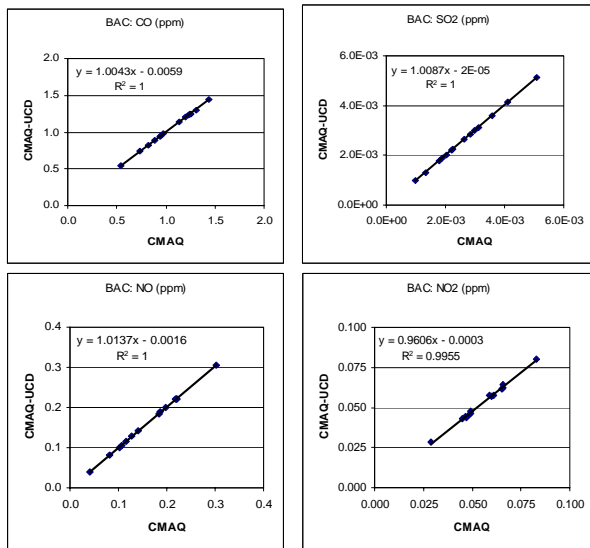 BAC: CO (ppm)
y = 1.0043x - 0.0059
R² = 1
CMAQ-UCD
2.0
1.5
1.0
0.5
0.0
0.0 0.5 1.0 1.5 2.0
CMAQ
BAC: SO2 (ppm)
y = 1.0087x - 2E-05
R² = 1
CMAQ-UCD
6.0E-03
4.0E-03
2.0E-03
0.0E+00
0.0E+00 2.0E-03 4.0E-03 6.0E-03
CMAQ
BAC: NO (ppm)
y = 1.0137x - 0.0016
R² = 1
CMAQ-UCD
0.4
0.3
0.2
0.1
0.0
0.0 0.1 0.2 0.3 0.4
CMAQ
BAC: NO2 (ppm)
y = 0.9606x - 0.0003
R² = 0.9955
CMAQ-UCD
0.100
0.075
0.050
0.025
0.000
0.000 0.025 0.050 0.075 0.100
CMAQ